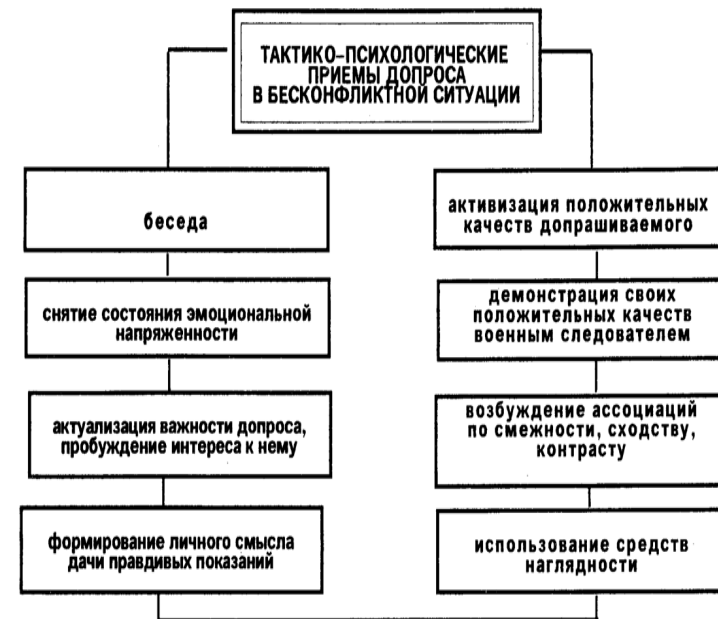 ТАКТИКО–ПСИХОЛОГИЧЕСКИЕ
ПРИЕМЫ ДОПРОСА
В БЕСКОНФЛИКТНОЙ СИТУАЦИИ
беседа
снятие состояния эмоциональной
напряженности
актуализация важности допроса,
пробуждение интереса к нему
формирование личного смысла
дачи правдивых показаний
активизация положительных
качеств допрашиваемого
демонстрация своих
положительных качеств
военным следователем
возбуждение ассоциаций
по смежности, сходству,
контрасту
использование средств
наглядности